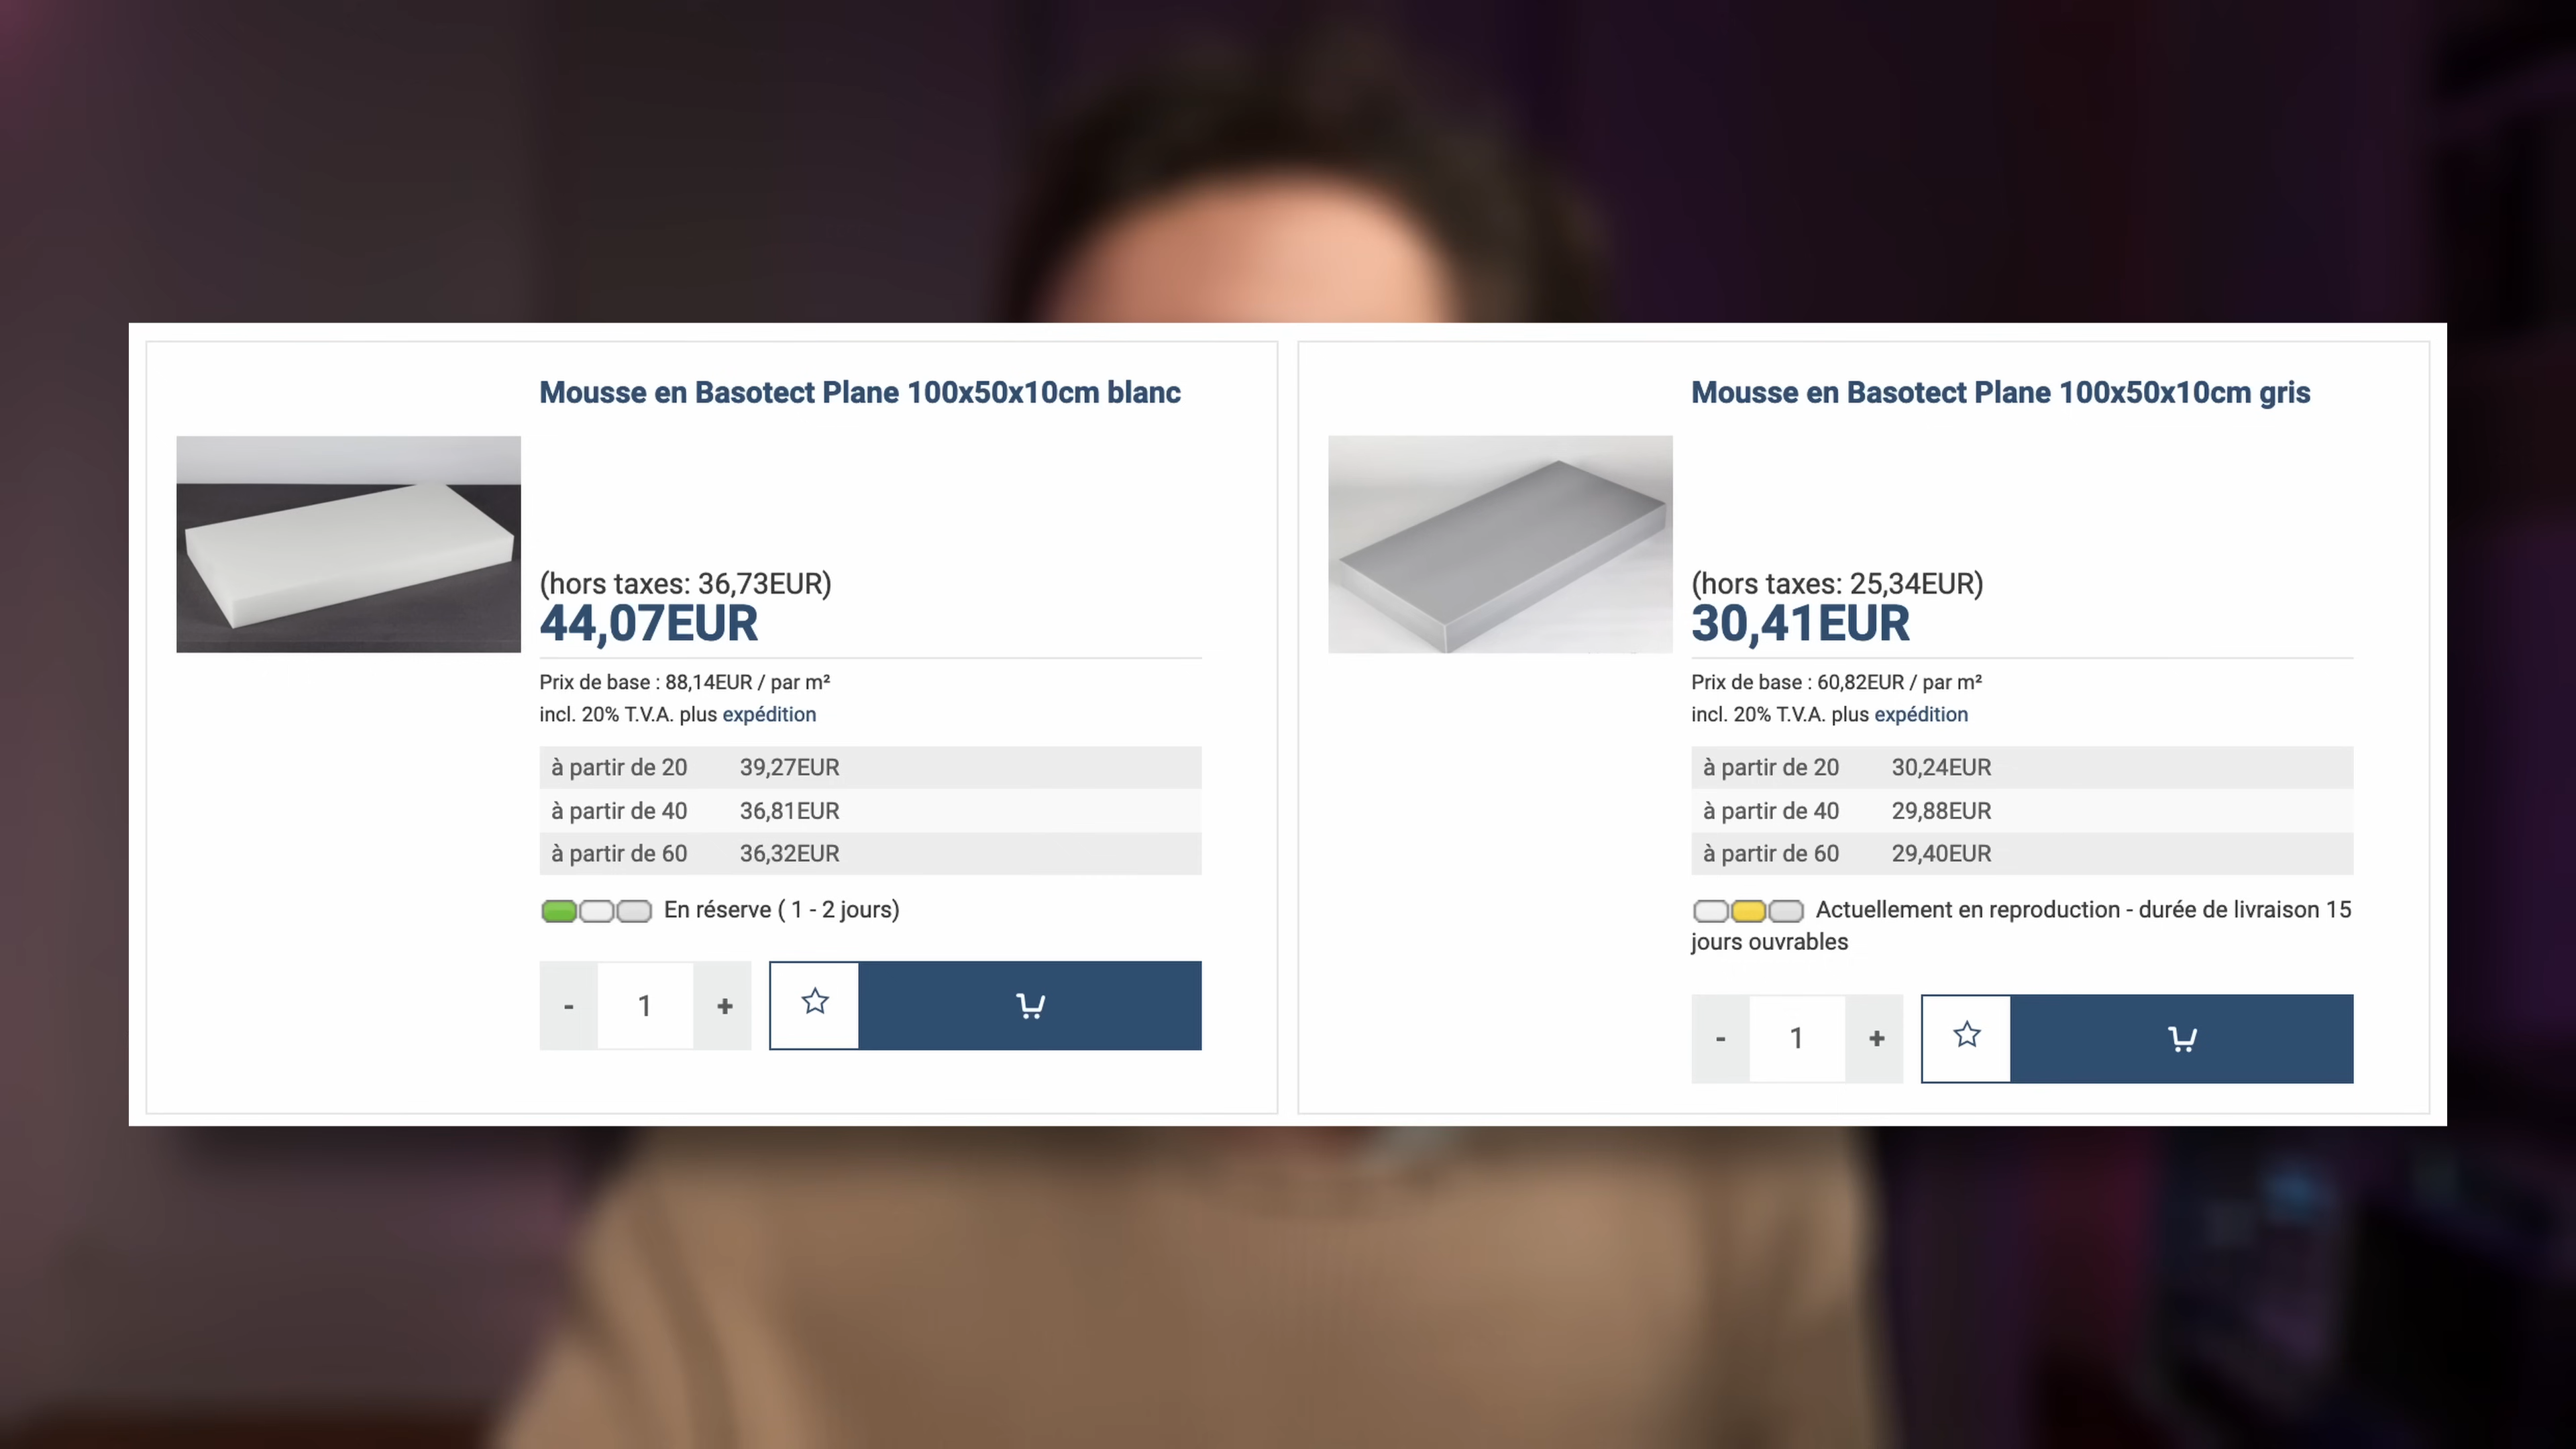 Mousse en Basotect Plane 100x50x10cm blanc
(hors taxes: 36,73EUR)
44,07EUR
Prix de base : 88,14EUR / par m²
incl. 20% T.V.A. plus expédition
à partir de 20 39,27EUR
à partir de 40 36,81EUR
à partir de 60 36,32EUR
En réserve ( 1 - 2 jours)
- 1 +
Mousse en Basotect Plane 100x50x10cm gris
(hors taxes: 25,34EUR)
30,41EUR
Prix de base : 60,82EUR / par m²
incl. 20% T.V.A. plus expédition
à partir de 20 30,24EUR
à partir de 40 29,88EUR
à partir de 60 29,40EUR
Actuellement en reproduction - durée de livraison 15
jours ouvrables
- 1 +